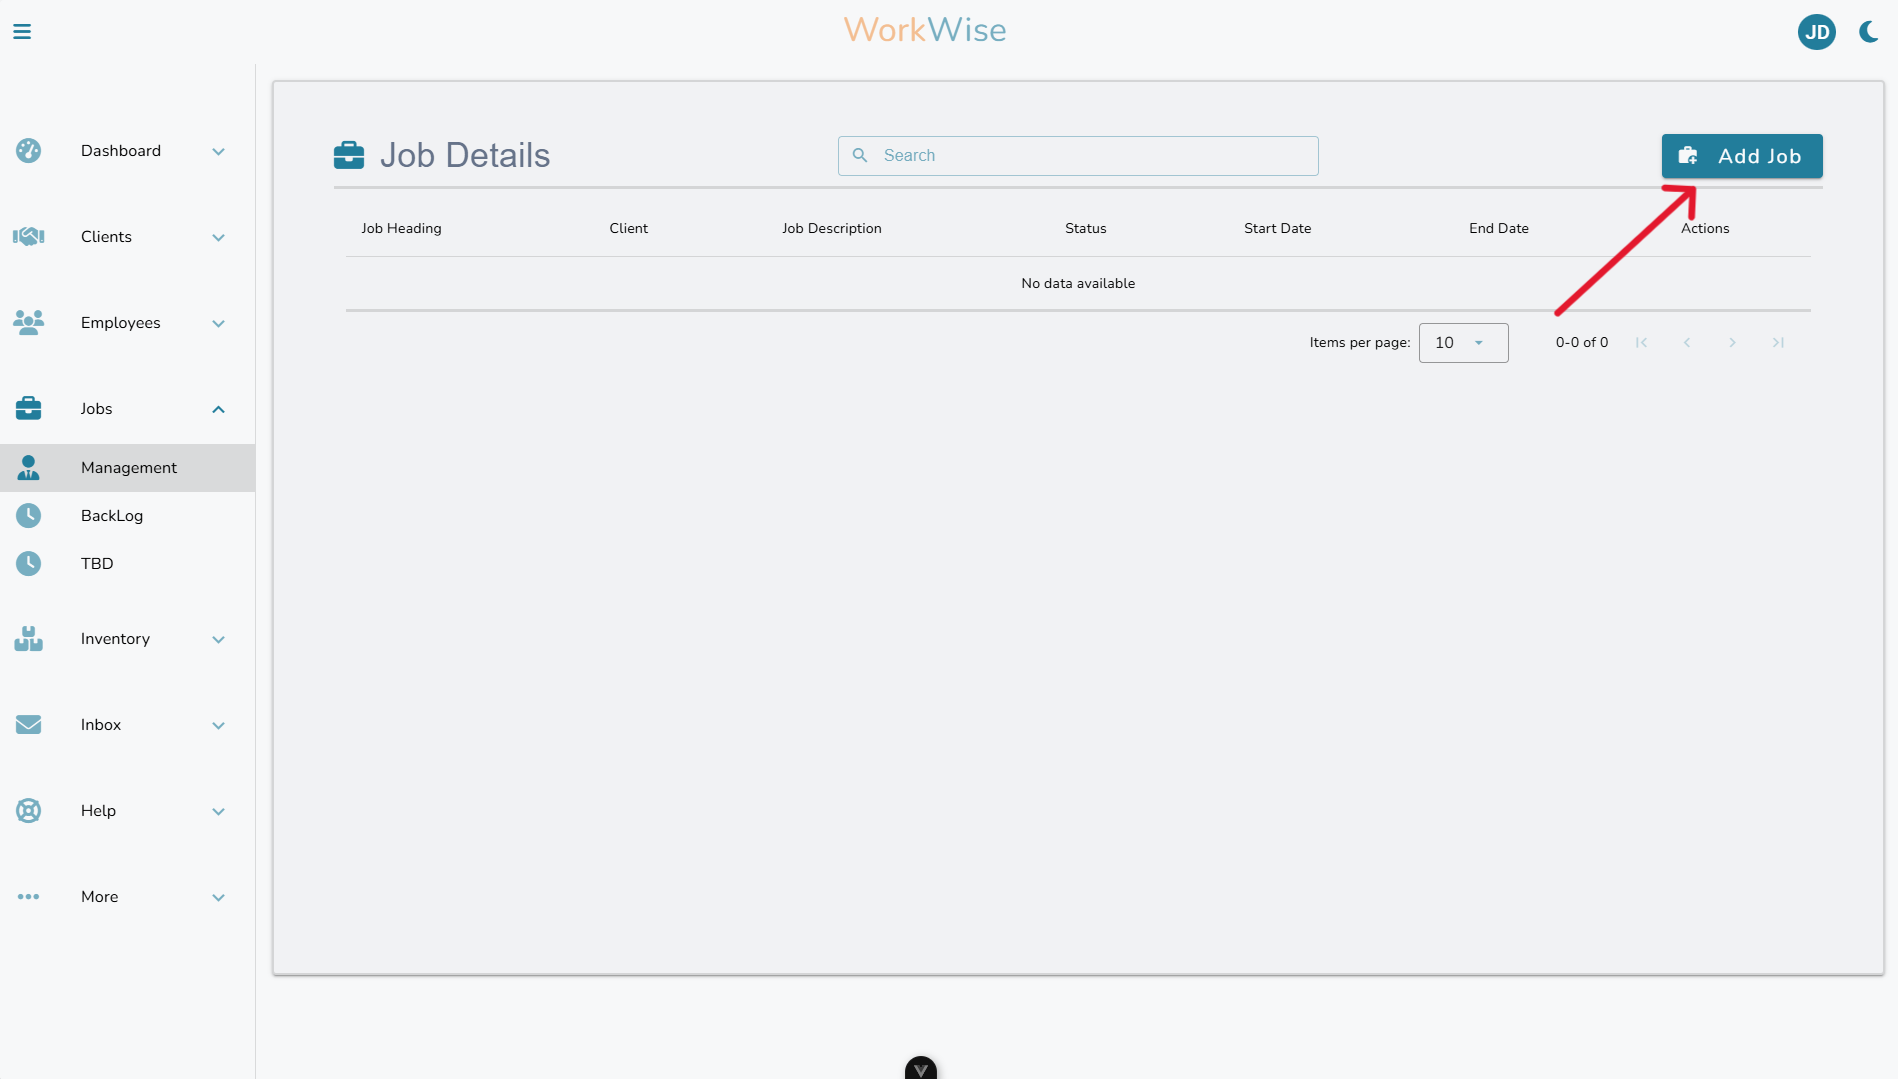 WorkWise
JD
Dashboard
Clients
Employees
Jobs
Management
BackLog
TBD
Inventory
Inbox
Help
More
Job Details
Search
Add Job
Job Heading Client Job Description Status Start Date End Date Actions
No data available
Items per page: 10 0-0 of 0